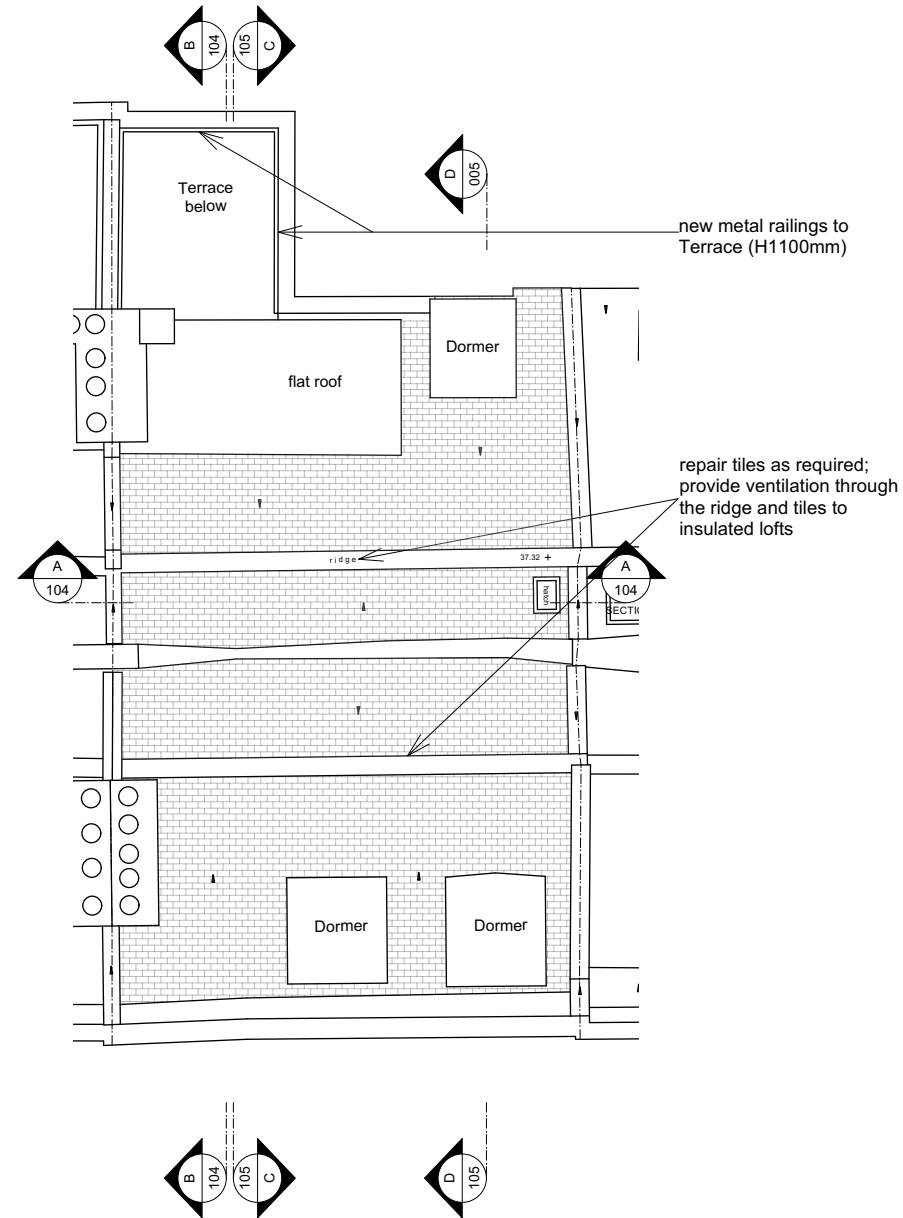 B
104
105
C
D
005
Terrace
below
new metal railings to
Terrace (H1100mm)
Dormer
flat roof
repair tiles as required;
provide ventilation through
the ridge and tiles to
insulated lofts
ridge
37.32
A
104
A
104
hatch
SECTI
Dormer
Dormer
B
104
105
C
D
105